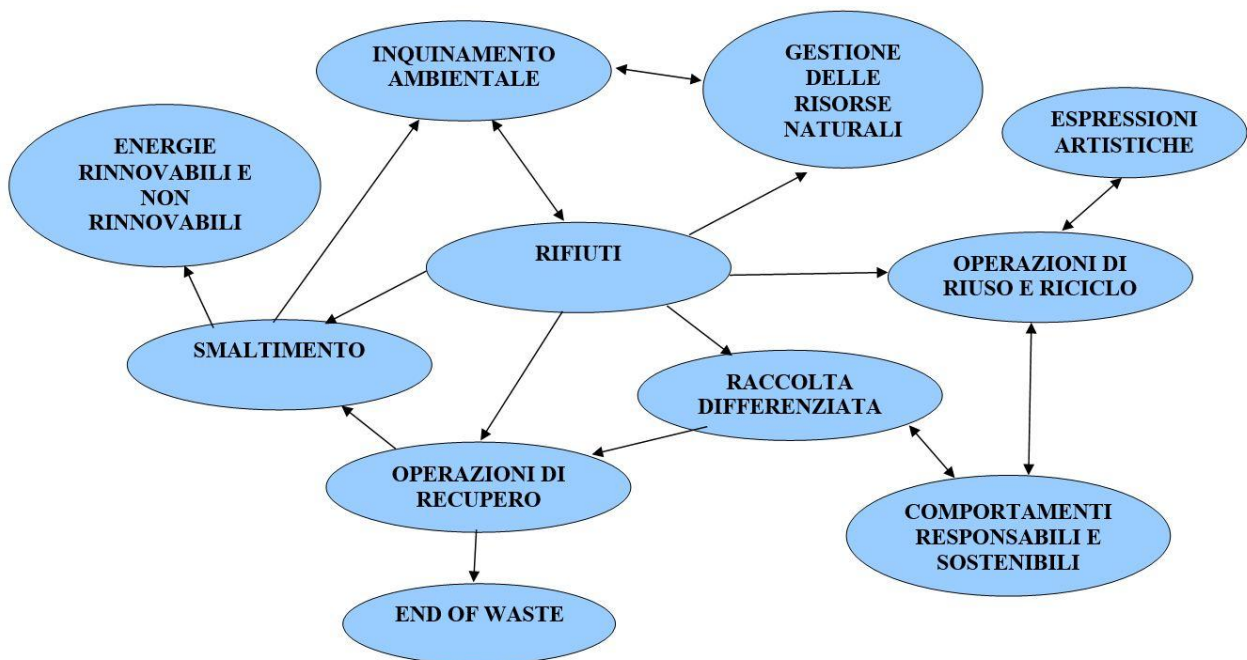 INQUINAMENTO
AMBIENTALE
GESTIONE
DELLE
RISORSE
NATURALI
ESPRESSIONI
ARTISTICHE
ENERGIE
RINNOVABILI E
NON
RINNOVABILI
RIFIUTI
OPERAZIONI DI
RIUSO E RICICLO
SMALTIMENTO
RACCOLTA
DIFFERENZIATA
OPERAZIONI DI
RECUPERO
COMPORTAMENTI
RESPONSABILI E
SOSTENIBILI
END OF WASTE